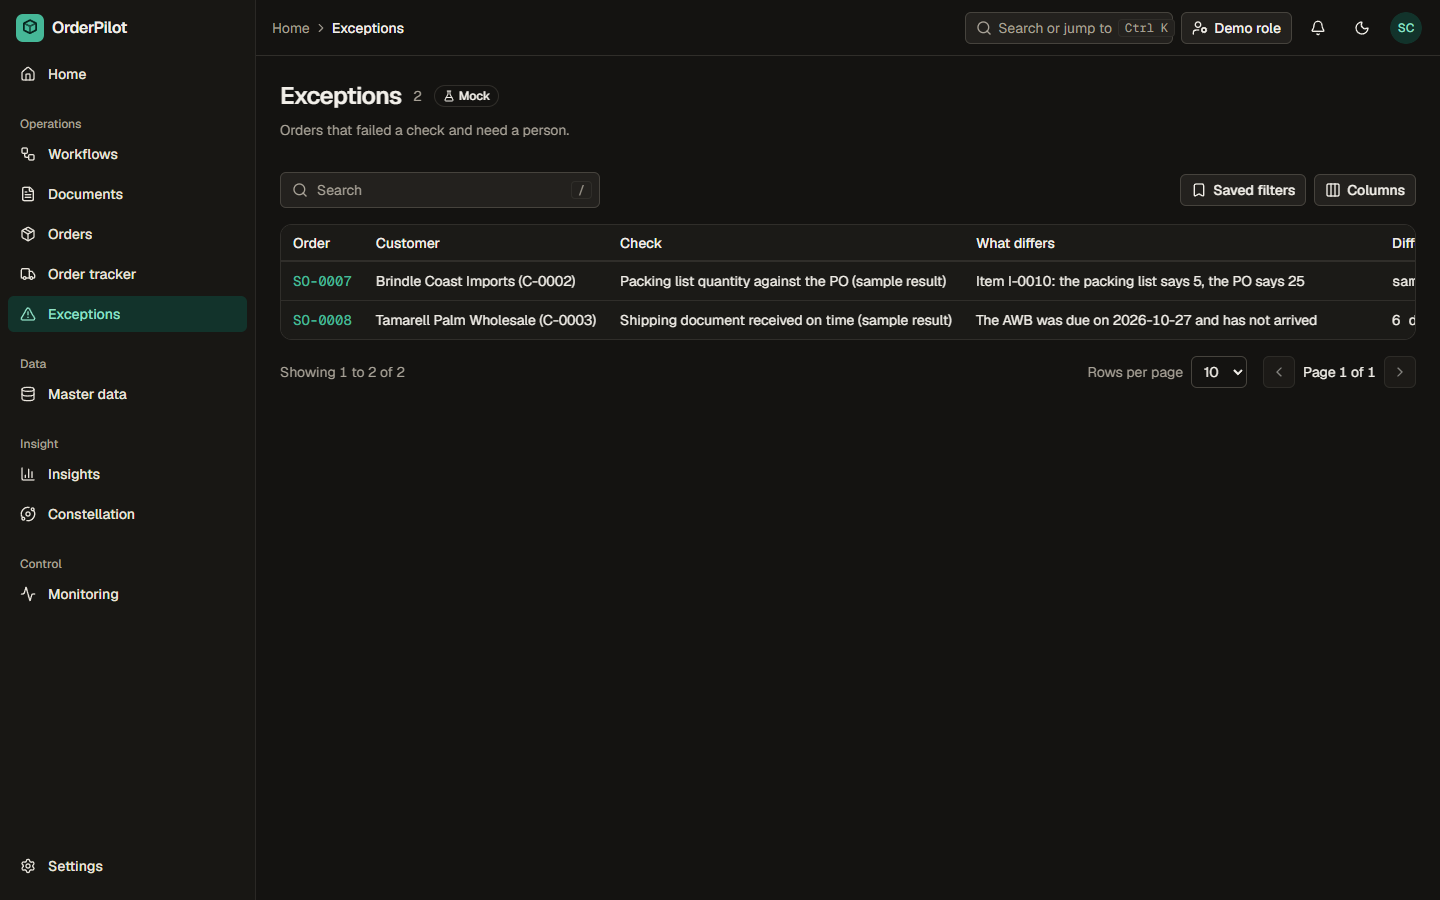 OrderPilot
Home
Operations
Workflows
Documents
Orders
Order tracker
Exceptions
Data
Master data
Insight
Insights
Constellation
Control
Monitoring
Settings
Home > Exceptions
Search or jump to Ctrl K
Demo role
SC
Exceptions 2 Mock
Orders that failed a check and need a person.
Search /
Saved filters
Columns
Order Customer Check What differs
SO-0007 Brindle Coast Imports (C-0002) Packing list quantity against the PO (sample result) Item I-0010: the packing list says 5, the PO says 25
SO-0008 Tamarell Palm Wholesale (C-0003) Shipping document received on time (sample result) The AWB was due on 2026-10-27 and has not arrived 6
Showing 1 to 2 of 2
Rows per page 10 Page 1 of 1